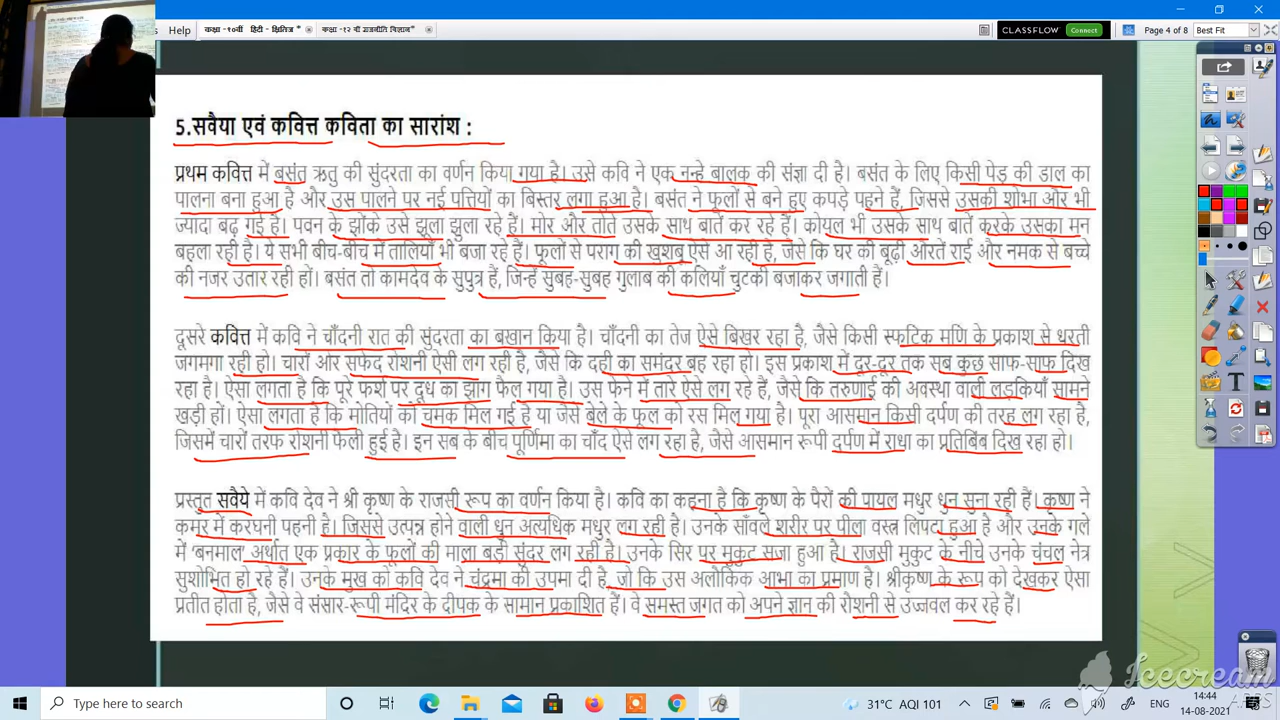 Help
कक्षा -१०वीं हिंदी - क्षितिज
कक्षा -१२ वीं राजनीति विज्ञान
CLASSFLOW Connect
Page 4 of 8
Best Fit
5.सवैया एवं कवित्त कविता का सारांश :
प्रथम कवित्त में बसंत ऋतु की सुंदरता का वर्णन किया गया है। उसे कवि ने एक नन्हे बालक की संज्ञा दी है। बसंत के लिए किसी पेड़ की डाल का
पालना बना हुआ है और उस पालने पर नई पत्तियों का बिस्तर लगा हुआ है। बसंत ने फूलों से बने हुए कपड़े पहने हैं, जिससे उसकी शोभा और भी
ज्यादा बढ़ गई है। पवन के झोंके उसे झूला झुला रहे हैं। मोर और तोते उसके साथ बातें कर रहे हैं। कोयल भी उसके साथ बातें करके उसका मन
बहला रही है। ये सभी बीच-बीच में तालियाँ भी बजा रहे हैं। फूलों से पराग की खुशबू ऐसे आ रही है, जैसे कि घर की बूढ़ी औरतें राई और नमक से बच्चे
की नजर उतार रही हों। बसंत तो कामदेव के सुपुत्र हैं, जिन्हें सुबह-सुबह गुलाब की कलियाँ चुटकी बजाकर जगाती हैं।
दूसरे कवित्त में कवि ने चाँदनी रात की सुंदरता का बखान किया है। चाँदनी का तेज ऐसे बिखर रहा है, जैसे किसी स्फटिक मणि के प्रकाश से धरती
जगमगा रही हो। चारों ओर सफेद रोशनी ऐसी लग रही है, जैसे कि दही का समंदर बह रहा हो। इस प्रकाश में दूर-दूर तक सब कुछ साफ-साफ दिख
रहा है। ऐसा लगता है कि पूरे फर्श पर दूध का झाग फैल गया है। उस फेन में तारे ऐसे लग रहे हैं, जैसे कि तरुणाई की अवस्था वाली लड़कियाँ सामने
खड़ी हों। ऐसा लगता है कि मोतियों को चमक मिल गई है या जैसे बेले के फूल को रस मिल गया है। पूरा आसमान किसी दर्पण की तरह लग रहा है,
जिसमें चारों तरफ रोशनी फैली हुई है। इन सब के बीच पूर्णिमा का चाँद ऐसे लग रहा है, जैसे आसमान रूपी दर्पण में राधा का प्रतिबिंब दिख रहा हो।
प्रस्तुत सवैये में कवि देव ने श्री कृष्ण के राजसी रूप का वर्णन किया है। कवि का कहना है कि कृष्ण के पैरों की पायल मधुर धुन सुना रही हैं। कृष्ण ने
कमर में करघनी पहनी है। जिससे उत्पन्न होने वाली धुन अत्यधिक मधुर लग रही है। उनके साँवले शरीर पर पीला वस्त्र लिपटा हुआ है और उनके गले
में 'बनमाल' अर्थात एक प्रकार के फूलों की माला बड़ी सुंदर लग रही है। उनके सिर पर मुकुट सजा हुआ है। राजसी मुकुट के नीचे उनके चंचल नेत्र
सुशोभित हो रहे हैं। उनके मुख को कवि देव ने चंद्रमा की उपमा दी है, जो कि उस अलौकिक आभा का प्रमाण है। श्रीकृष्ण के रूप को देखकर ऐसा
प्रतीत होता है, जैसे वे संसार-रूपी मंदिर के दीपक के सामान प्रकाशित हैं। वे समस्त जगत को अपने ज्ञान की रौशनी से उज्जवल कर रहे हैं।
Icecream
APPS
Type here to search
31°C AQI 101
ENG
14:44
14-08-2021